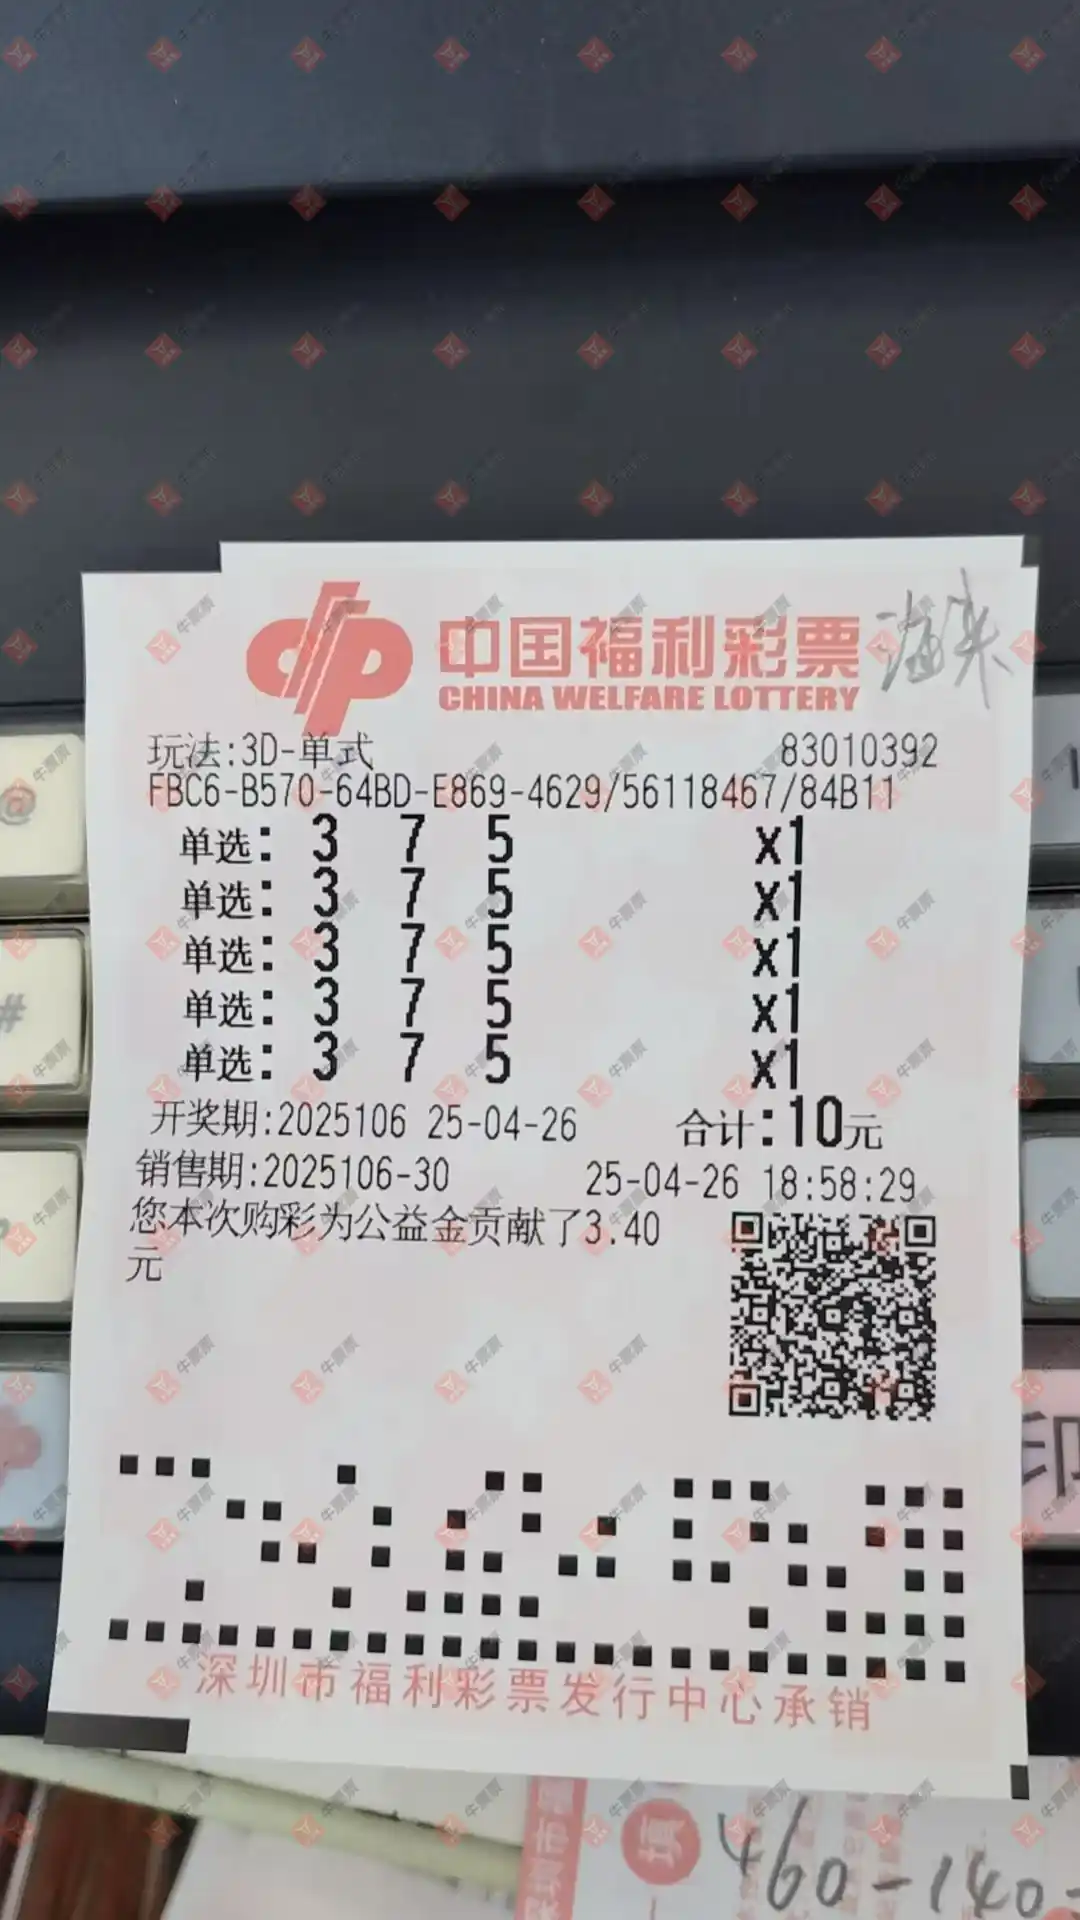 中国福利彩票
CHINA WELFARE LOTTERY
玩法:3D-单式 83010392
FBC6-B570-64BD-E869-4629/56118467/84B11
单选: 3 7 5 x1
单选: 3 7 5 x1
单选: 3 7 5 x1
单选: 3 7 5 x1
单选: 3 7 5 x1
开奖期:2025106 25-04-26 合计:10元
销售期:2025106-30 25-04-26 18:58:29
您本次购彩为公益金贡献了3.40
元
深圳市福利彩票发行中心承销
460-140
@
#
印
牛票票